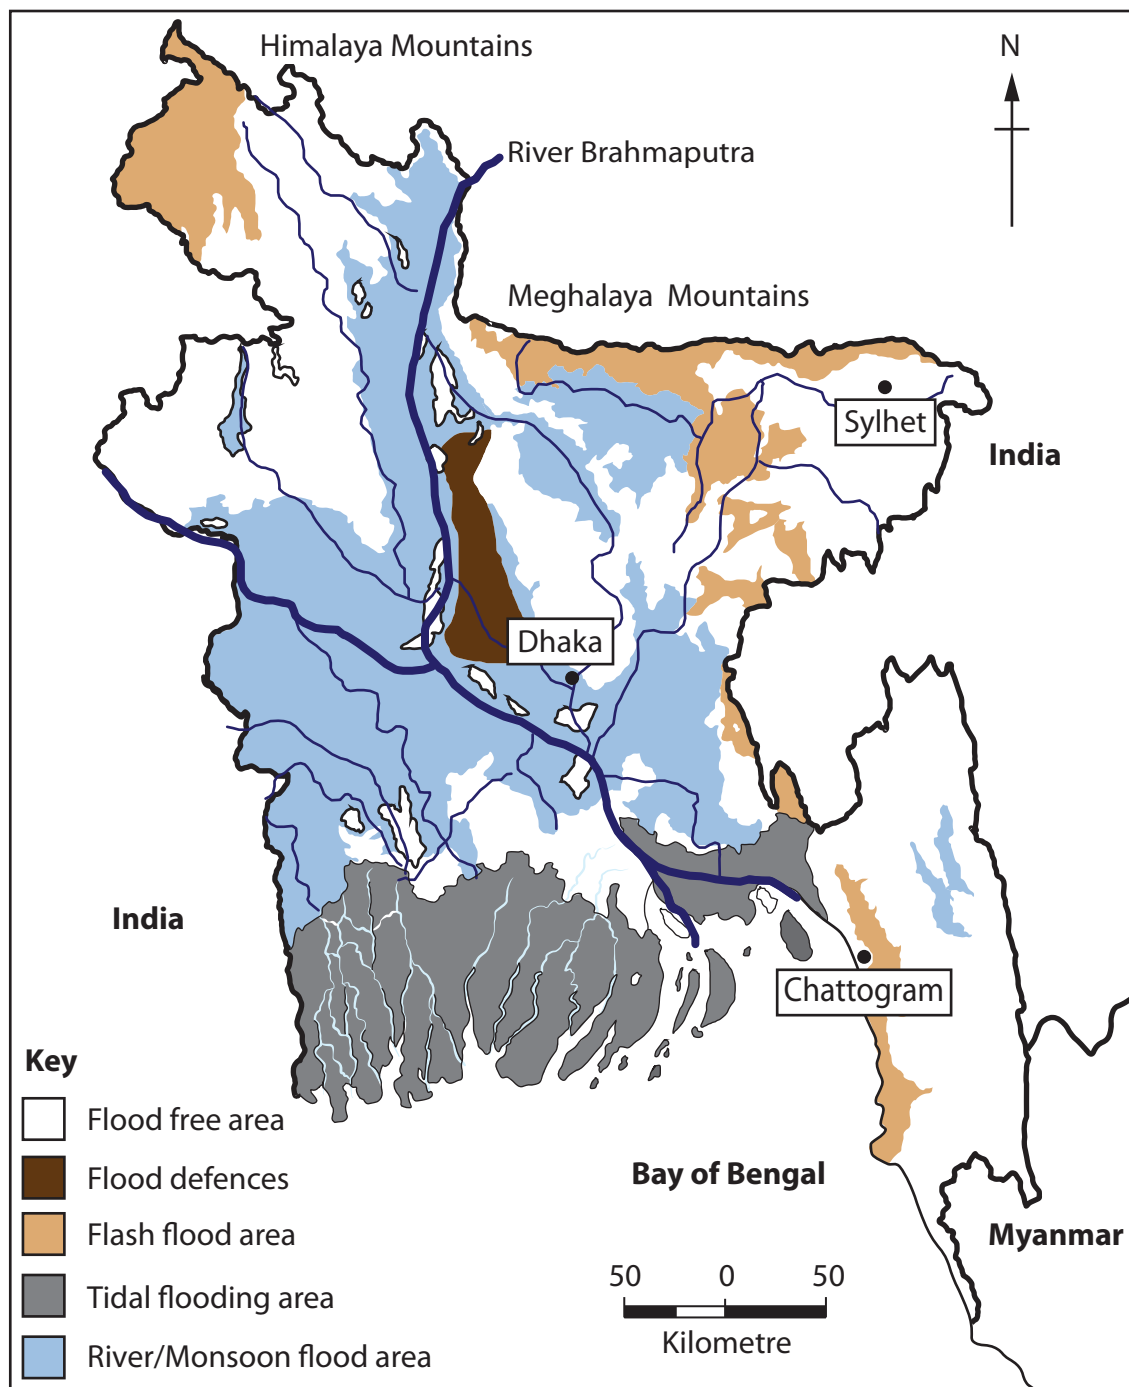 Himalaya Mountains
N
River Brahmaputra
Meghalaya Mountains
Sylhet
India
Dhaka
India
Chattogram
Key
Flood free area
Flood defences
Flash flood area
Tidal flooding area
River/Monsoon flood area
Bay of Bengal
Myanmar
50 0 50
Kilometre